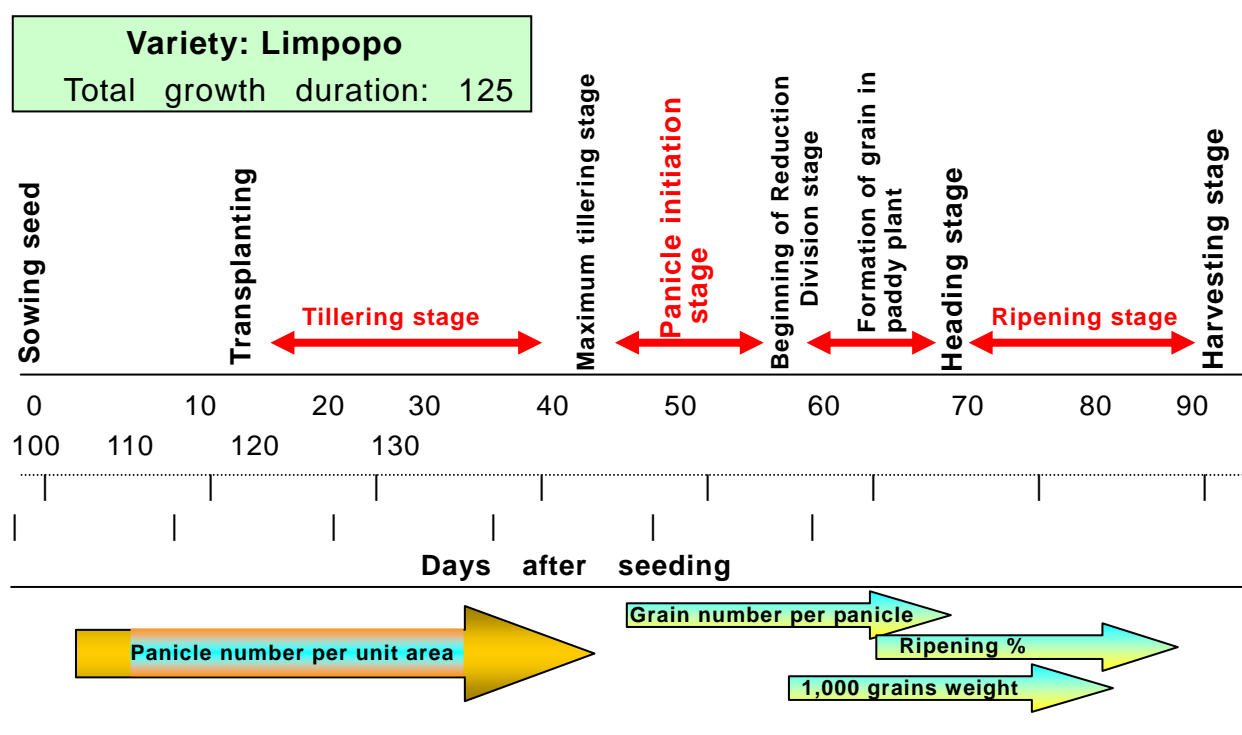 Variety: Limpopo
Total growth duration: 125
Sowing seed
Transplanting
Tillering stage
Maximum tillering stage
Panicle initiation
stage
Beginning of Reduction
Division stage
Formation of grain in
paddy plant
Heading stage
Ripening stage
Harvesting stage
0 10 20 30 40 50 60 70 80 90
100 110 120 130
Days after seeding
Grain number per panicle
Panicle number per unit area
Ripening %
1,000 grains weight